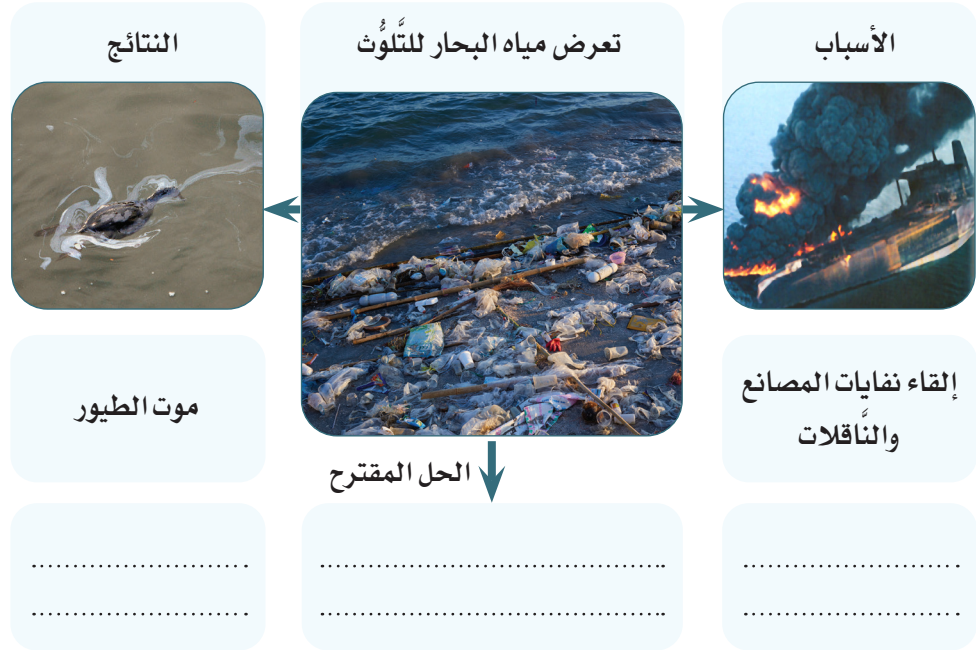 الأسباب
تعرض مياه البحار للتَّلوُّث
النتائج
إلقاء نفايات المصانع
والنَّاقلات
موت الطيور
الحل المقترح